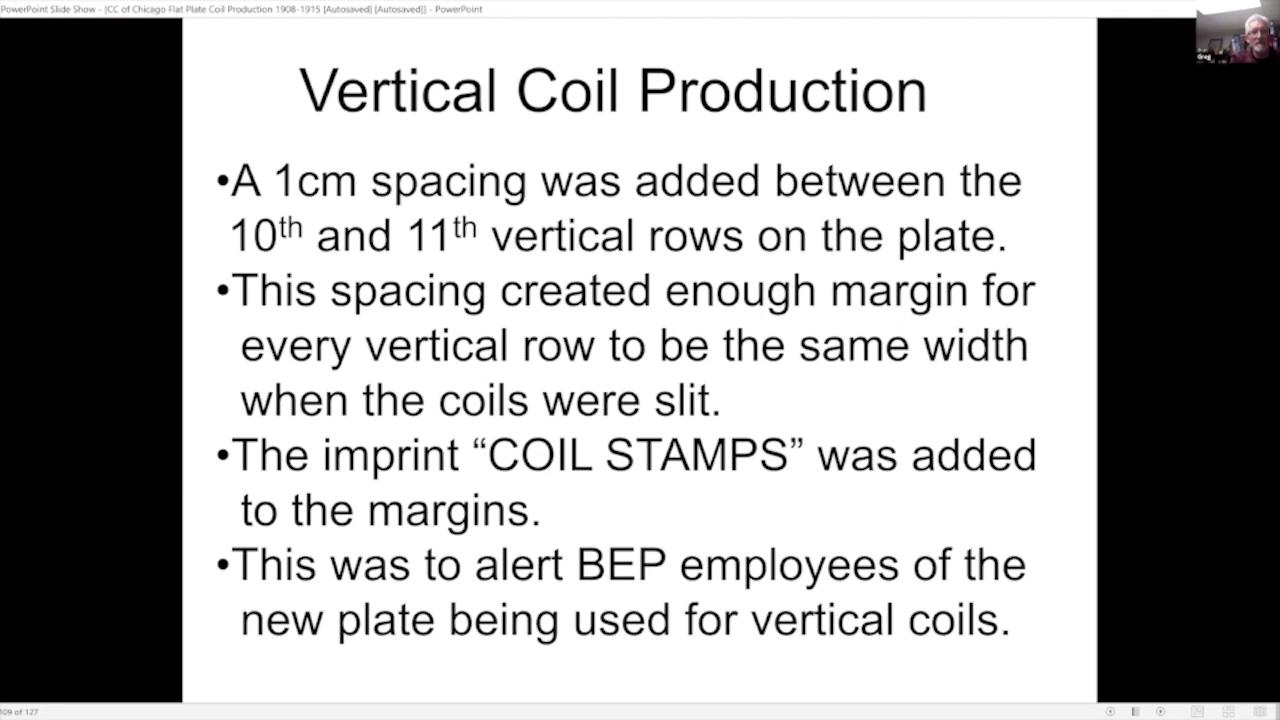 PowerPoint Slide Show - [CC of Chicago Flat Plate Coil Production 1908-1915 [Autosaved] [Autosaved]] - PowerPoint
Greg
Vertical Coil Production
•A 1cm spacing was added between the
10th and 11th vertical rows on the plate.
•This spacing created enough margin for
every vertical row to be the same width
when the coils were slit.
•The imprint “COIL STAMPS” was added
to the margins.
•This was to alert BEP employees of the
new plate being used for vertical coils.
109 of 127